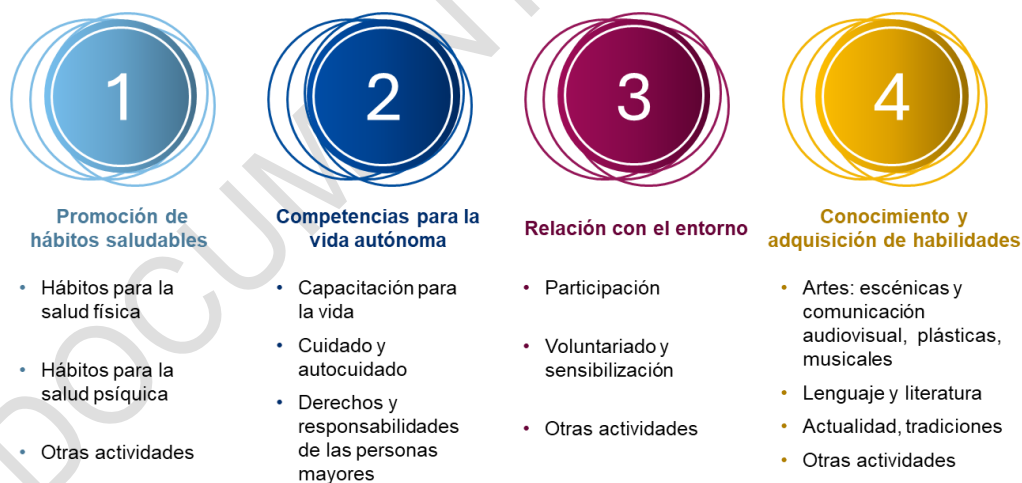 1
Promoción de
hábitos saludables
• Hábitos para la
salud física
• Hábitos para la
salud psíquica
• Otras actividades
2
Competencias para la
vida autónoma
• Capacitación para
la vida
• Cuidado y
autocuidado
• Derechos y
responsabilidades
de las personas
mayores
3
Relación con el entorno
• Participación
• Voluntariado y
sensibilización
• Otras actividades
4
Conocimiento y
adquisición de habilidades
• Artes: escénicas y
comunicación
audiovisual, plásticas,
musicales
• Lenguaje y literatura
• Actualidad, tradiciones
• Otras actividades